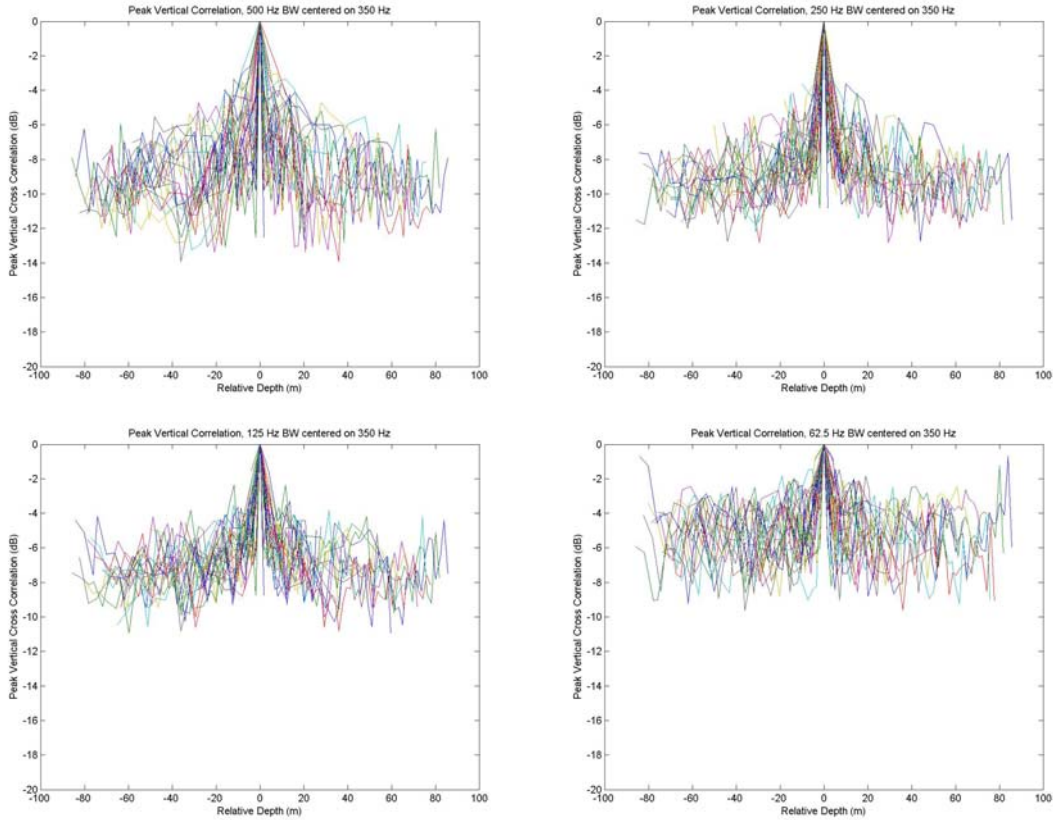 Peak Vertical Correlation, 500 Hz BW centered on 350 Hz
0
-2
-4
-6
-8
-10
-12
-14
-16
-18
-20
Peak Vertical Cross Correlation (dB)
-100 -80 -60 -40 -20 0 20 40 60 80 100
Relative Depth (m)
Peak Vertical Correlation, 250 Hz BW centered on 350 Hz
0
-2
-4
-6
-8
-10
-12
-14
-16
-18
-20
Peak Vertical Cross Correlation (dB)
-100 -80 -60 -40 -20 0 20 40 60 80 100
Relative Depth (m)
Peak Vertical Correlation, 125 Hz BW centered on 350 Hz
0
-2
-4
-6
-8
-10
-12
-14
-16
-18
-20
Peak Vertical Cross Correlation (dB)
-100 -80 -60 -40 -20 0 20 40 60 80 100
Relative Depth (m)
Peak Vertical Correlation, 62.5 Hz BW centered on 350 Hz
0
-2
-4
-6
-8
-10
-12
-14
-16
-18
-20
Peak Vertical Cross Correlation (dB)
-100 -80 -60 -40 -20 0 20 40 60 80 100
Relative Depth (m)